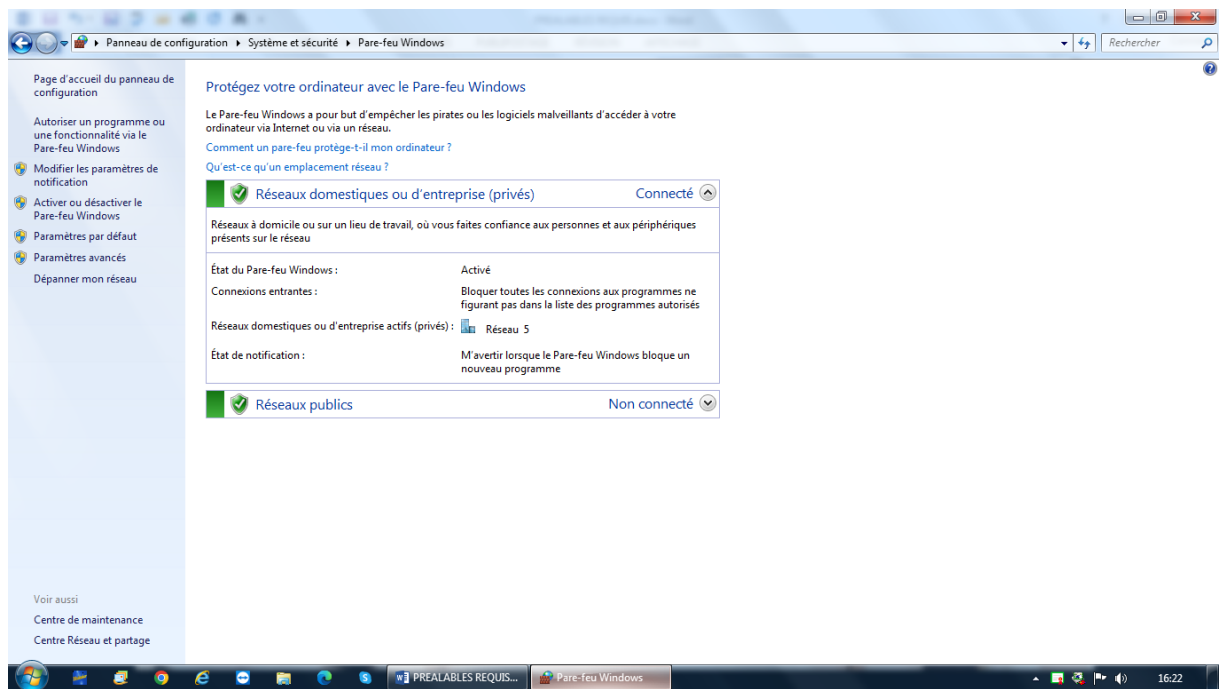 Panneau de configuration ▸ Système et sécurité ▸ Pare-feu Windows
Rechercher
Page d'accueil du panneau de
configuration
Autoriser un programme ou
une fonctionnalité via le
Pare-feu Windows
Modifier les paramètres de
notification
Activer ou désactiver le
Pare-feu Windows
Paramètres par défaut
Paramètres avancés
Dépanner mon réseau
Voir aussi
Centre de maintenance
Centre Réseau et partage
Protégez votre ordinateur avec le Pare-feu Windows
Le Pare-feu Windows a pour but d'empêcher les pirates ou les logiciels malveillants d'accéder à votre
ordinateur via Internet ou via un réseau.
Comment un pare-feu protège-t-il mon ordinateur ?
Qu'est-ce qu'un emplacement réseau ?
Réseaux domestiques ou d'entreprise (privés) Connecté
Réseaux à domicile ou sur un lieu de travail, où vous faites confiance aux personnes et aux périphériques
présents sur le réseau
État du Pare-feu Windows : Activé
Connexions entrantes : Bloquer toutes les connexions aux programmes ne
figurant pas dans la liste des programmes autorisés
Réseaux domestiques ou d'entreprise actifs (privés) : Réseau 5
État de notification : M'avertir lorsque le Pare-feu Windows bloque un
nouveau programme
Réseaux publics Non connecté
PREALABLES REQUIS... Pare-feu Windows 16:22